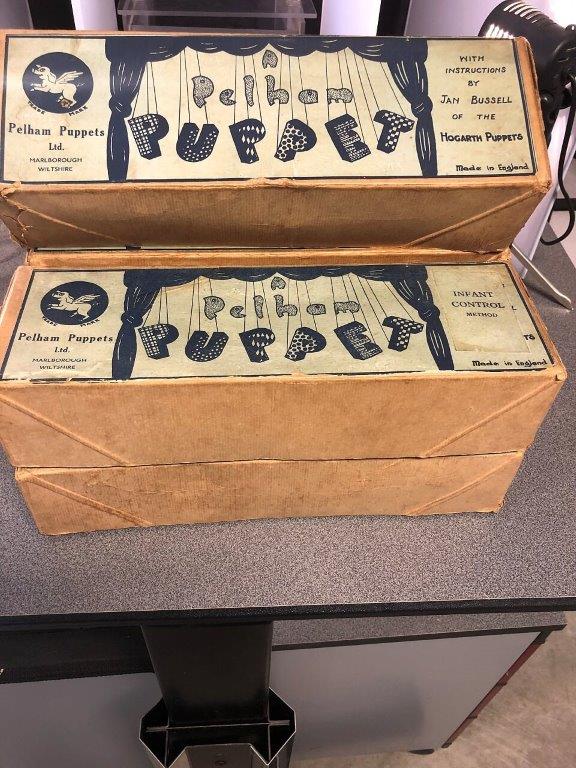 TRADE MARK
Pelham Puppets
Ltd.
MARLBOROUGH
WILTSHIRE
A
Pelham
PUPPET
WITH
INSTRUCTIONS
BY
JAN BUSSELL
OF THE
HOGARTH PUPPETS
Made in England
Pelham Puppets
Ltd.
MARLBOROUGH
WILTSHIRE
A
Pelham
PUPPET
INFANT
CONTROL
METHOD
TS
Made in England